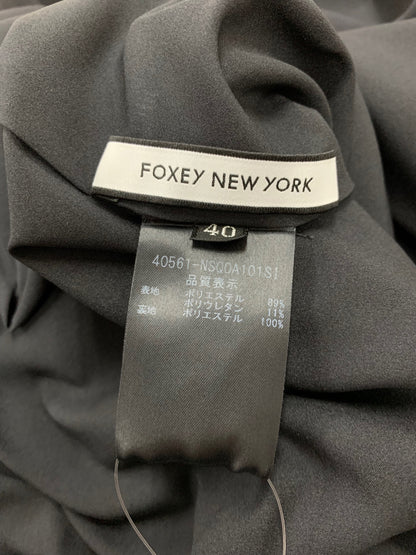 FOXEY NEW YORK
40
40561-NSQOA101SI
品質表示
表地 ポリエステル 89%
ポリウレタン 11%
裏地 ポリエステル 100%